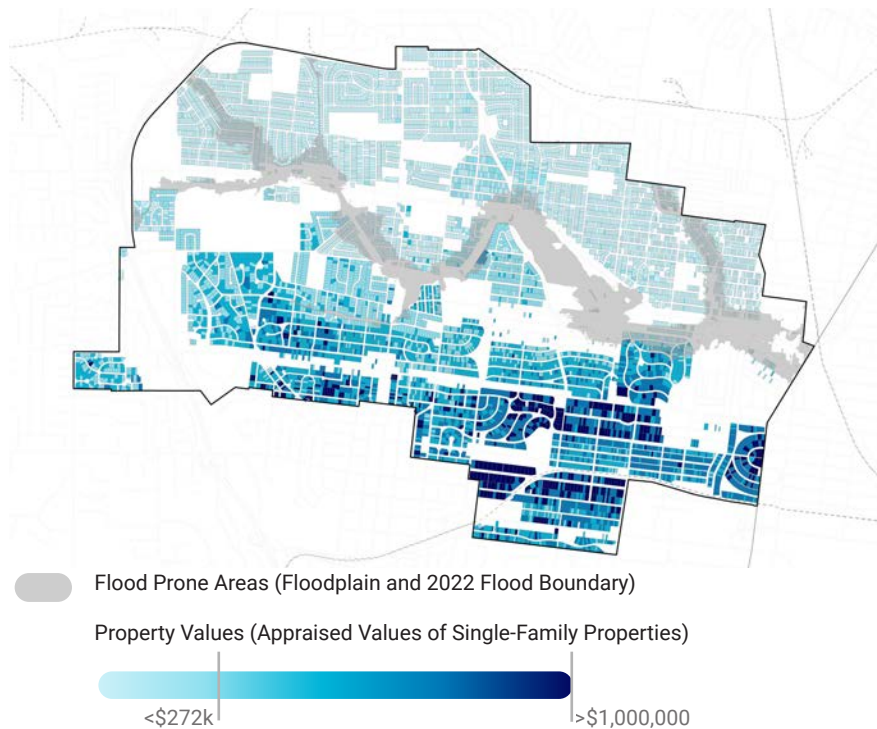 Flood Prone Areas (Floodplain and 2022 Flood Boundary)
Property Values (Appraised Values of Single-Family Properties)
<$272k
>$1,000,000